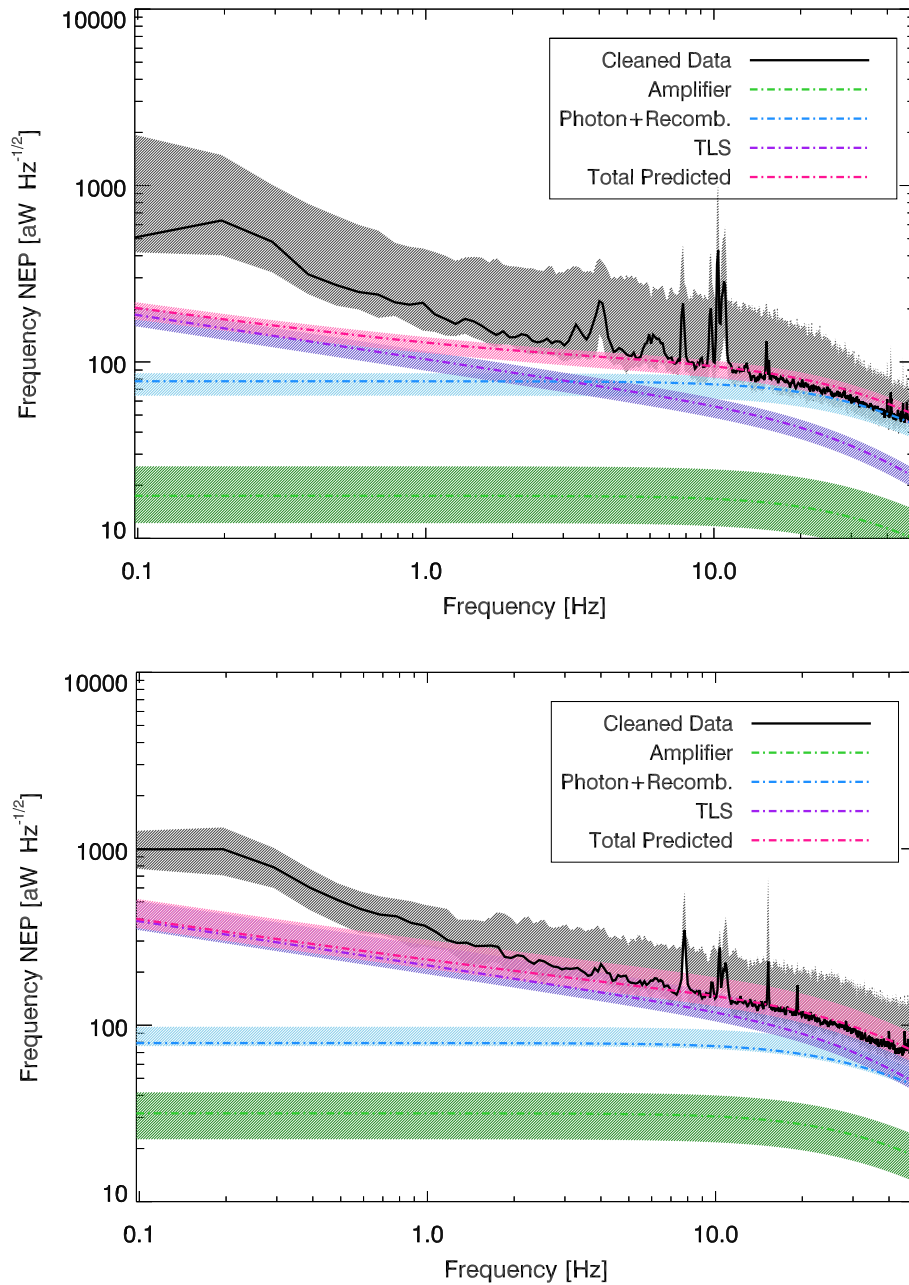 10000
1000
100
10
Frequency NEP [aW Hz-1/2]
Cleaned Data
Amplifier
Photon+Recomb.
TLS
Total Predicted
0.1
1.0
10.0
Frequency [Hz]
10000
1000
100
10
Frequency NEP [aW Hz-1/2]
Cleaned Data
Amplifier
Photon+Recomb.
TLS
Total Predicted
0.1
1.0
10.0
Frequency [Hz]